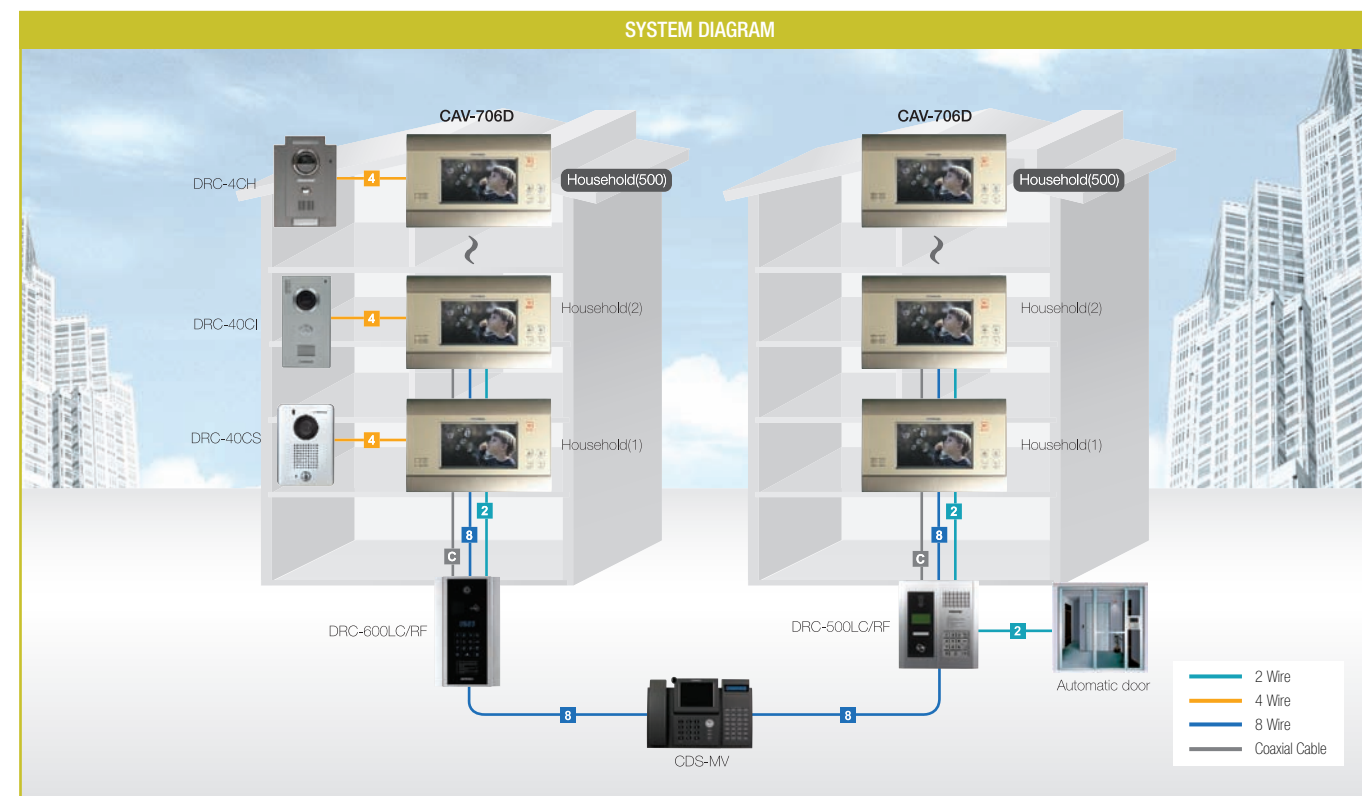 SYSTEM DIAGRAM
CAV-706D
CAV-706D
DRC-4CH
4
Household(500)
Household(500)
DRC-40CI
4
Household(2)
Household(2)
DRC-40CS
4
Household(1)
Household(1)
2
8
C
2
8
C
DRC-600LC/RF
DRC-500LC/RF
2
Automatic door
8
8
CDS-MV
2 Wire
4 Wire
8 Wire
Coaxial Cable